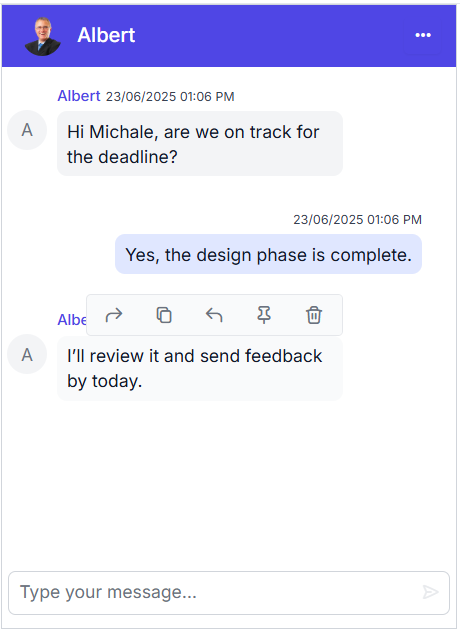 Albert
Albert 23/06/2025 01:06 PM
A
Hi Michale, are we on track for
the deadline?
23/06/2025 01:06 PM
Yes, the design phase is complete.
Albe
A
I’ll review it and send feedback
by today.
Type your message...